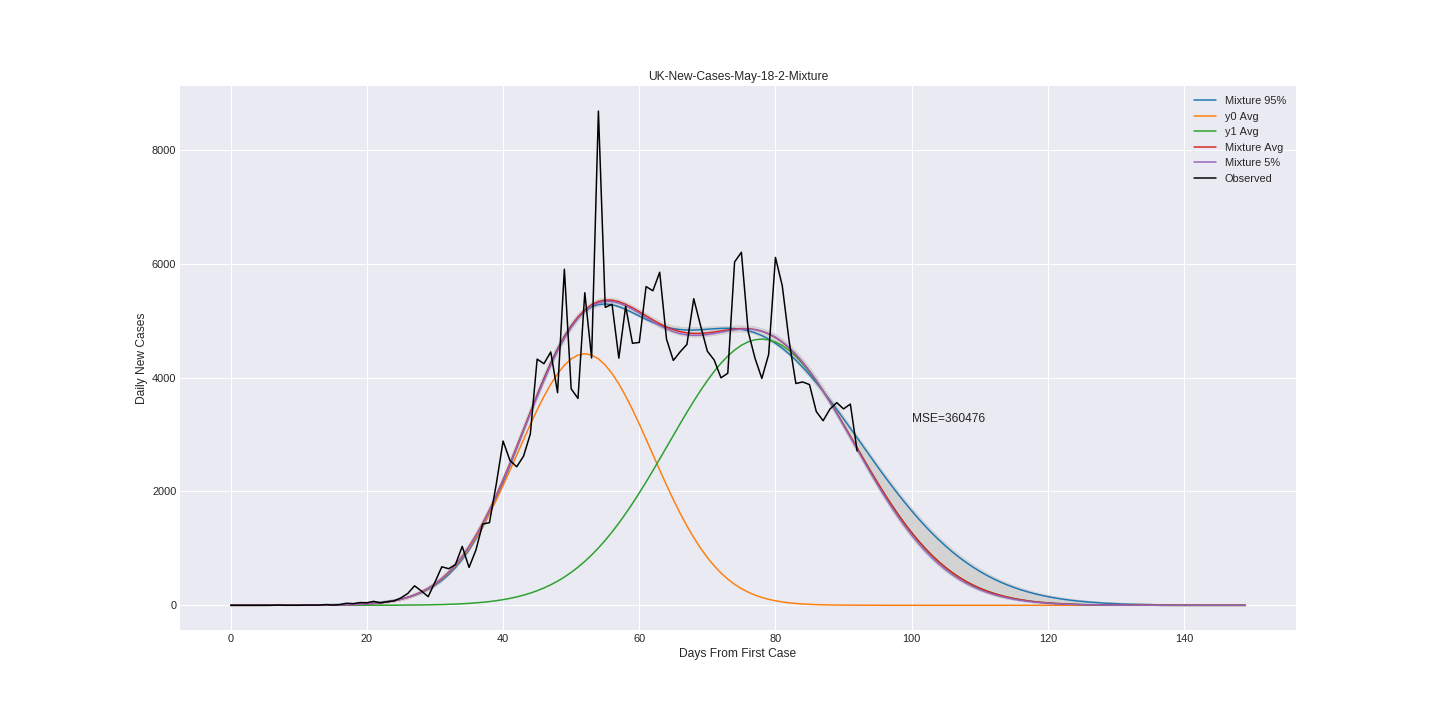 UK-New-Cases-May-18-2-Mixture
Mixture 95%
y0 Avg
y1 Avg
Mixture Avg
Mixture 5%
Observed
8000
6000
4000
2000
0
Daily New Cases
MSE=360476
0 20 40 60 80 100 120 140
Days From First Case